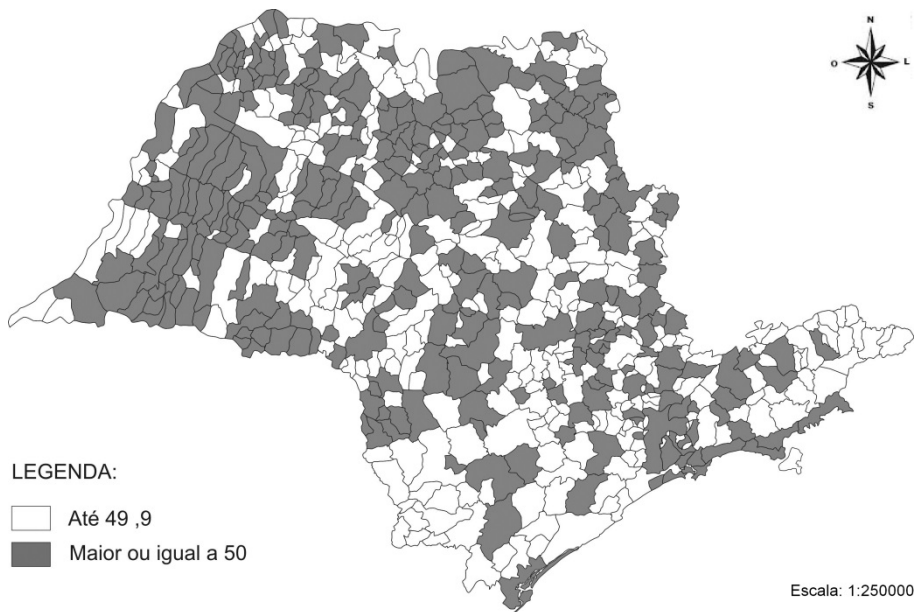 N
O
L
S
LEGENDA:
Até 49 ,9
Maior ou igual a 50
Escala: 1:250000